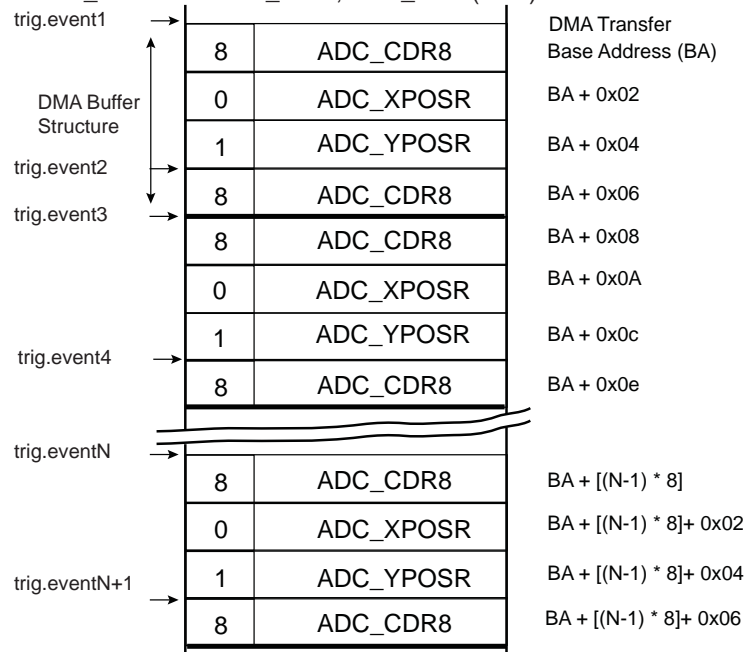 trig.event1
DMA Transfer
Base Address (BA)
8 ADC_CDR8
DMA Buffer
Structure
0 ADC_XPOSR BA + 0x02
1 ADC_YPOSR BA + 0x04
trig.event2
8 ADC_CDR8 BA + 0x06
trig.event3
8 ADC_CDR8 BA + 0x08
0 ADC_XPOSR BA + 0x0A
1 ADC_YPOSR BA + 0x0c
trig.event4
8 ADC_CDR8 BA + 0x0e
trig.eventN
8 ADC_CDR8 BA + [(N-1) * 8]
0 ADC_XPOSR BA + [(N-1) * 8]+ 0x02
1 ADC_YPOSR BA + [(N-1) * 8]+ 0x04
trig.eventN+1
8 ADC_CDR8 BA + [(N-1) * 8]+ 0x06